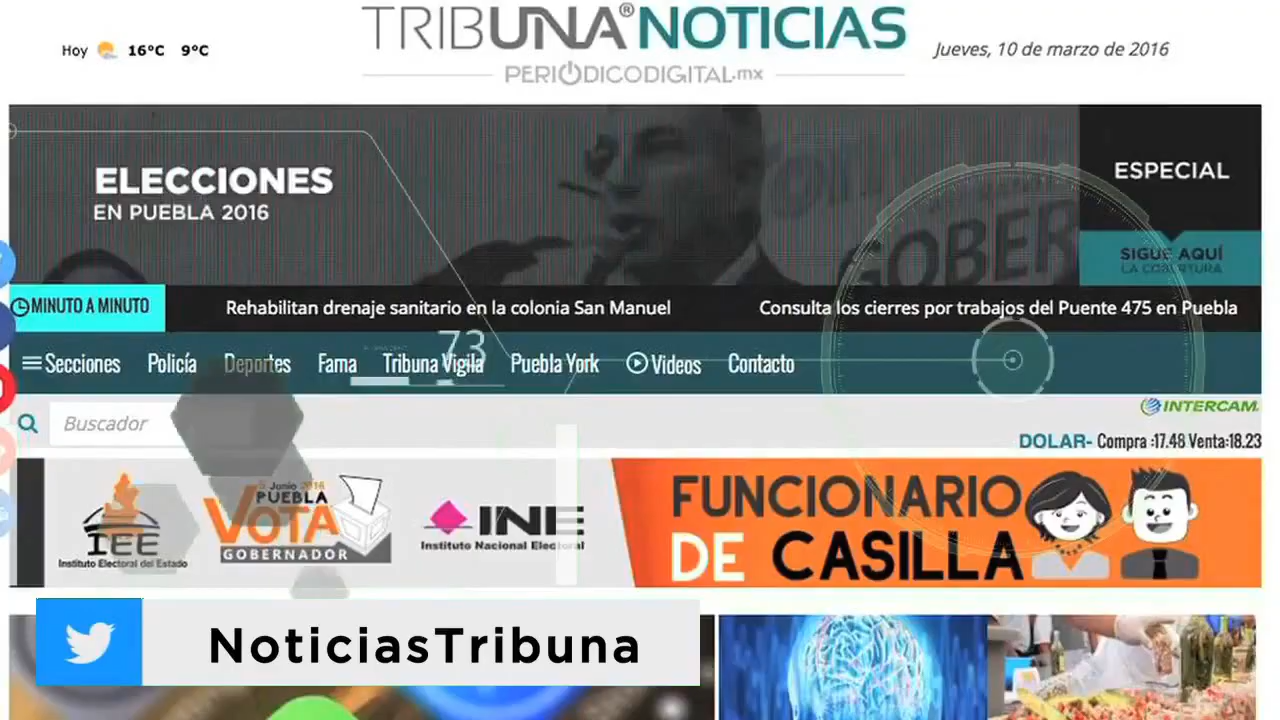 TRIBUNA® NOTICIAS
PERIÓDICODIGITAL.mx
Hoy 16°C 9°C
Jueves, 10 de marzo de 2016
ELECCIONES
EN PUEBLA 2016
GOBER
ESPECIAL
SIGUE AQUÍ
LA COBERTURA
MINUTO A MINUTO
Rehabilitan drenaje sanitario en la colonia San Manuel
Consulta los cierres por trabajos del Puente 475 en Puebla
73
Secciones Policía Deportes Fama Tribuna Vigila Puebla York Videos Contacto
Buscador
INTERCAM
DOLAR- Compra :17.48 Venta:18.23
IEE
Instituto Electoral del Estado
5 Junio 2016
PUEBLA
VOTA
GOBERNADOR
INE
Instituto Nacional Electoral
FUNCIONARIO
DE CASILLA
NoticiasTribuna